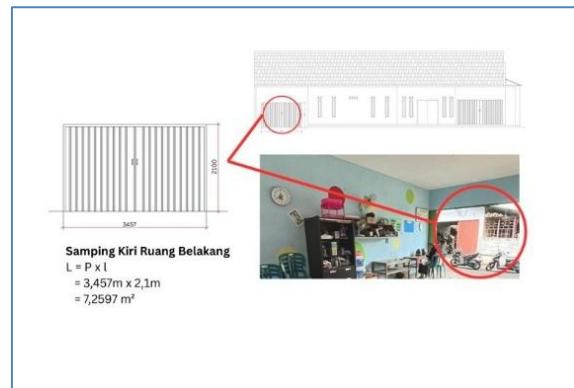 2100
3457
Samping Kiri Ruang Belakang
L = P x l
= 3,457m x 2,1m
= 7,2597 m²